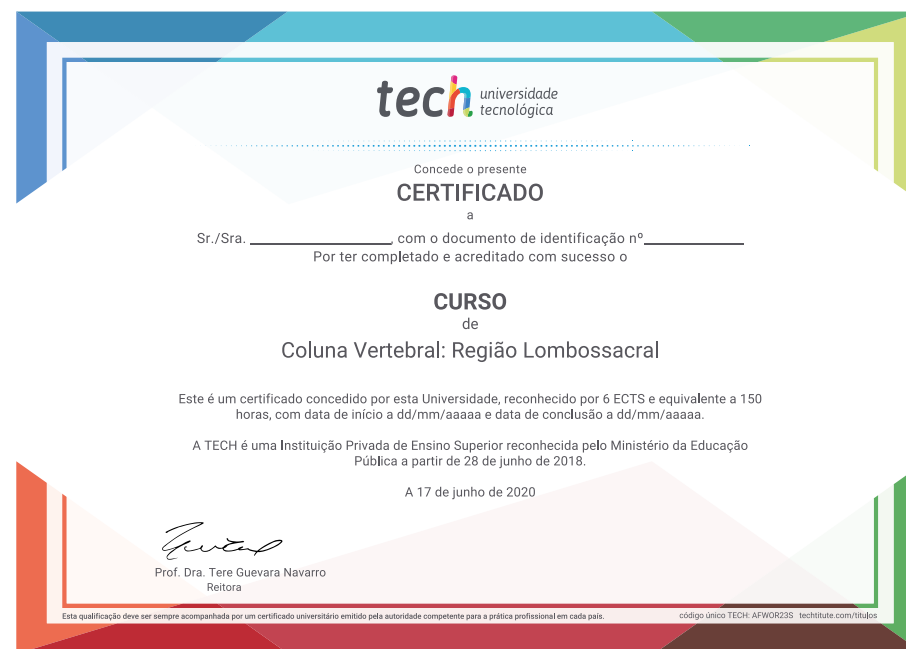 tech universidade
tecnológica
Concede o presente
CERTIFICADO
a
Sr./Sra. ________________, com o documento de identificação nº____________
Por ter completado e acreditado com sucesso o
CURSO
de
Coluna Vertebral: Região Lombossacral
Este é um certificado concedido por esta Universidade, reconhecido por 6 ECTS e equivalente a 150
horas, com data de início a dd/mm/aaaaa e data de conclusão a dd/mm/aaaaa.
A TECH é uma Instituição Privada de Ensino Superior reconhecida pelo Ministério da Educação
Pública a partir de 28 de junho de 2018.
A 17 de junho de 2020
Prof. Dra. Tere Guevara Navarro
Reitora
Esta qualificação deve ser sempre acompanhada por um certificado universitário emitido pela autoridade competente para a prática profissional em cada país.
código único TECH: AFWOR23S techtitute.com/titulos